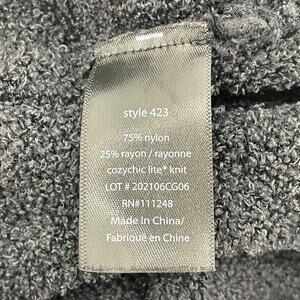 style 423
75% nylon
25% rayon / rayonne
cozychic lite® knit
LOT # 202106CG06
RN#111248
Made In China/
Fabriqué en Chine